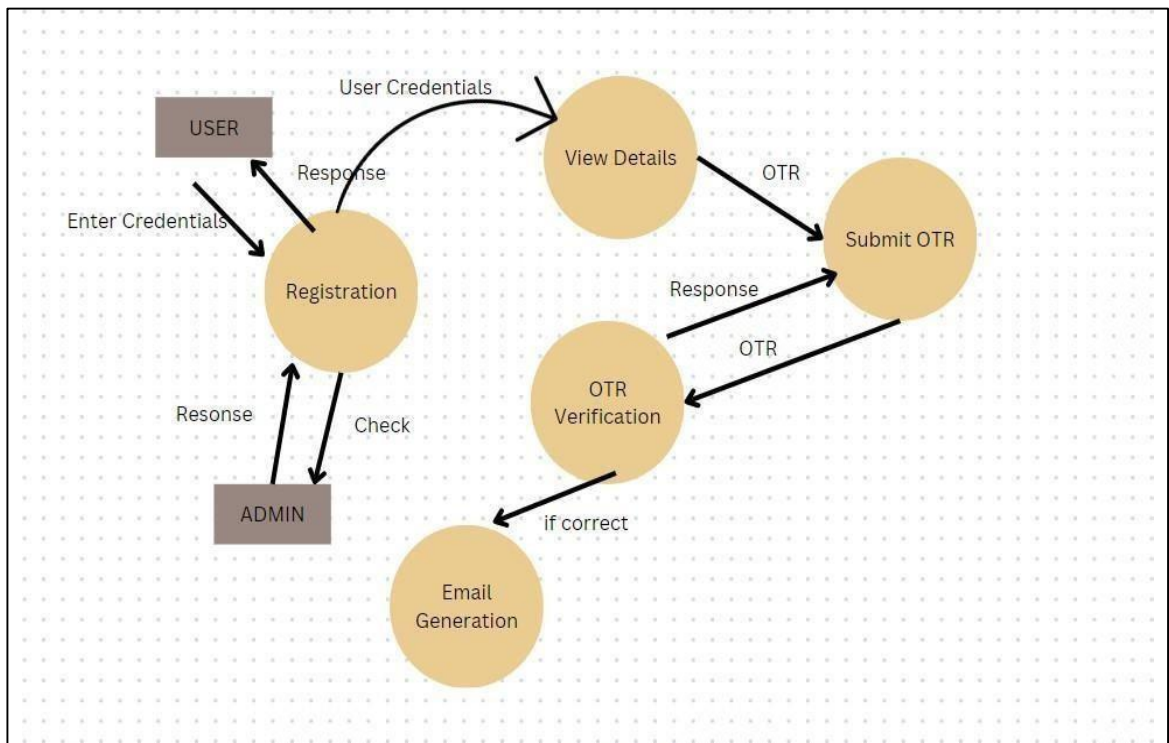 User Credentials
USER
View Details
Response
OTR
Enter Credentials
Submit OTR
Registration
Response
OTR
OTR
Verification
Resonse
Check
ADMIN
if correct
Email
Generation